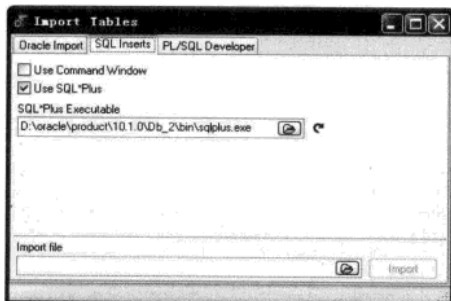 Import Tables
Oracle Import SQL Inserts PL/SQL Developer
Use Command Window
Use SQL*Plus
SQL*Plus Executable
D:\oracle\product\10.1.0\Db_2\bin\sqlplus.exe
Import file
Import